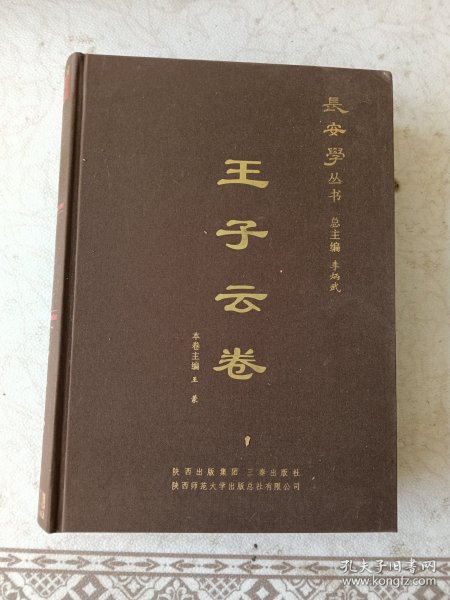 長安學丛书
总主编 李炳武
王子云卷
本卷主编 王蒙
陕西出版集团 三秦出版社
陕西师范大学出版总社有限公司
孔夫子旧书网
www.kongfz.com